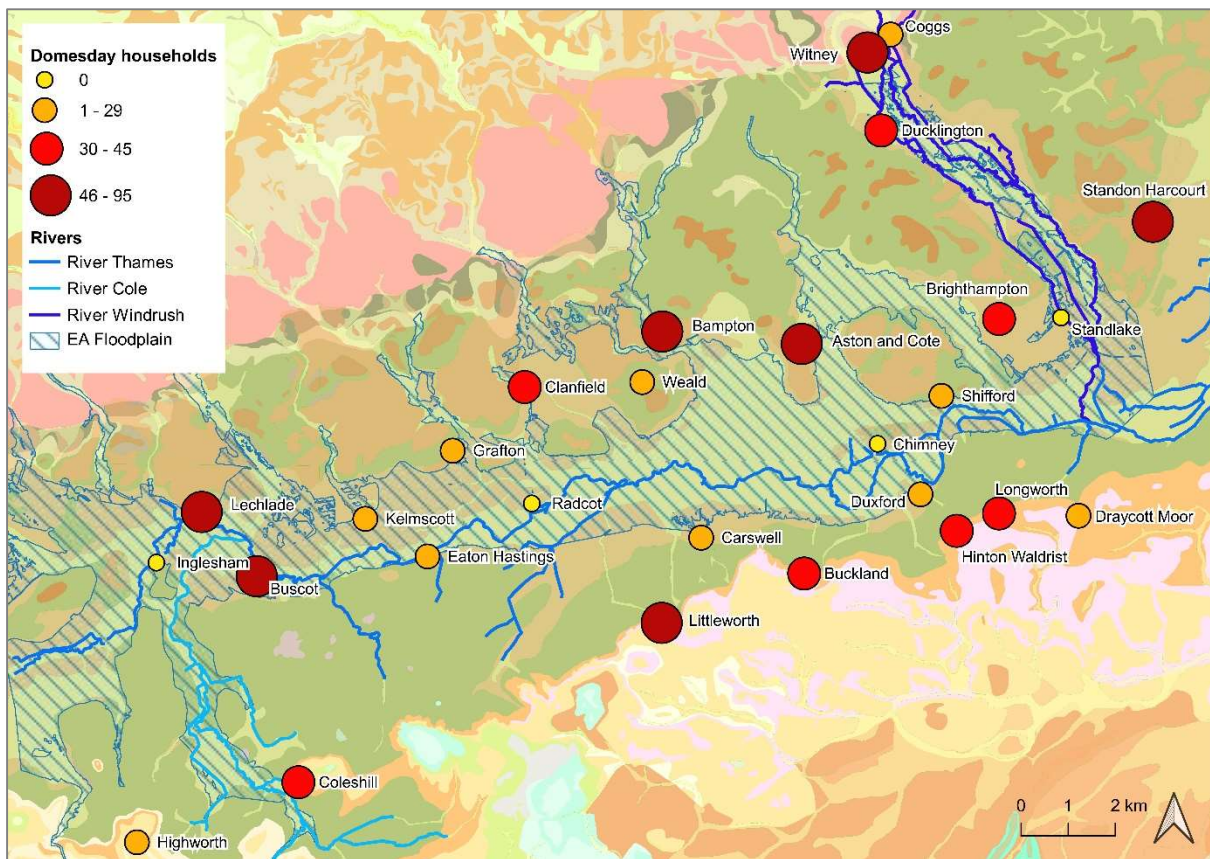 Domesday households
0
1 - 29
30 - 45
46 - 95
Rivers
River Thames
River Cole
River Windrush
EA Floodplain
Coggs
Witney
Ducklington
Standon Harcourt
Brighthampton
Standlake
Bampton
Aston and Cote
Clanfield
Weald
Shifford
Grafton
Chimney
Lechlade
Kelmscott
Radcot
Duxford
Longworth
Draycott Moor
Inglesham
Eaton Hastings
Carswell
Hinton Waldrist
Buscot
Buckland
Littleworth
Coleshill
Highworth
0 1 2 km